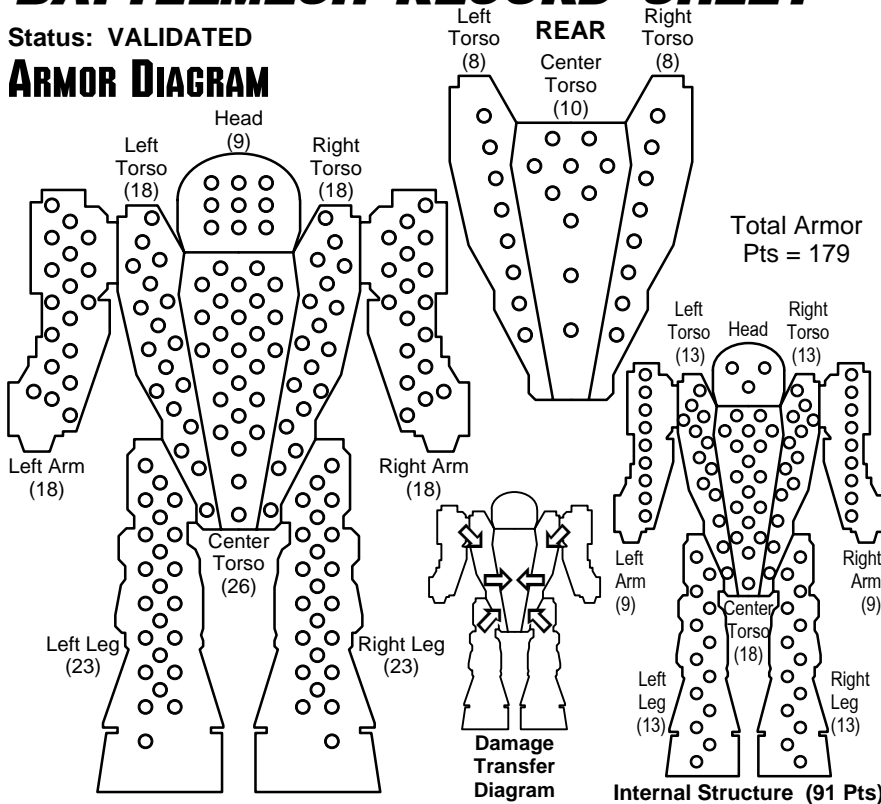 BATTLEMECH RECORD SHEET
Status: VALIDATED
ARMOR DIAGRAM
Head
(9)
Left
Torso
(18)
Right
Torso
(18)
Left Arm
(18)
Right Arm
(18)
Center
Torso
(26)
Left Leg
(23)
Right Leg
(23)
REAR
Left
Torso
(8)
Center
Torso
(10)
Right
Torso
(8)
Total Armor
Pts = 179
Damage
Transfer
Diagram
Left
Torso
(13)
Head
Right
Torso
(13)
Left
Arm
(9)
Right
Arm
(9)
Center
Torso
(18)
Left
Leg
(13)
Right
Leg
(13)
Internal Structure (91 Pts)